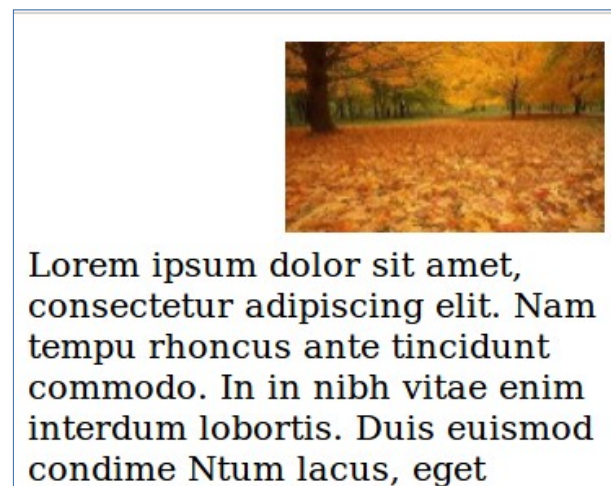 Lorem ipsum dolor sit amet,
consectetur adipiscing elit. Nam
tempu rhoncus ante tincidunt
commodo. In in nibh vitae enim
interdum lobortis. Duis euismod
condime Ntum lacus, eget